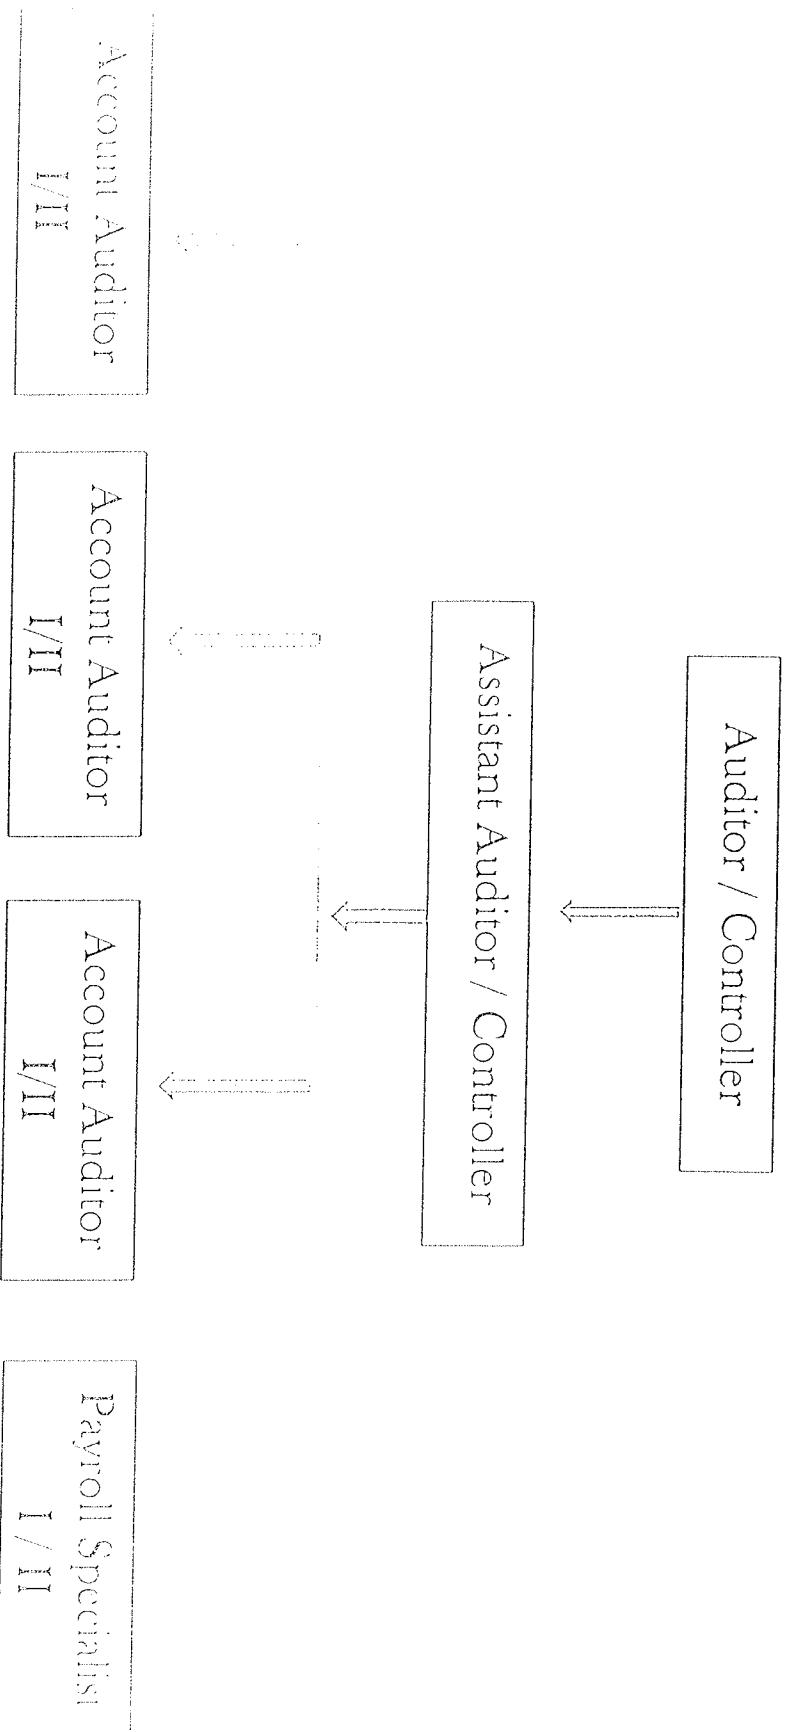 Auditor / Controller
Assistant Auditor / Controller
Account Auditor
I/II
Account Auditor
I/II
Account Auditor
I/II
Payroll Specialist
I / II